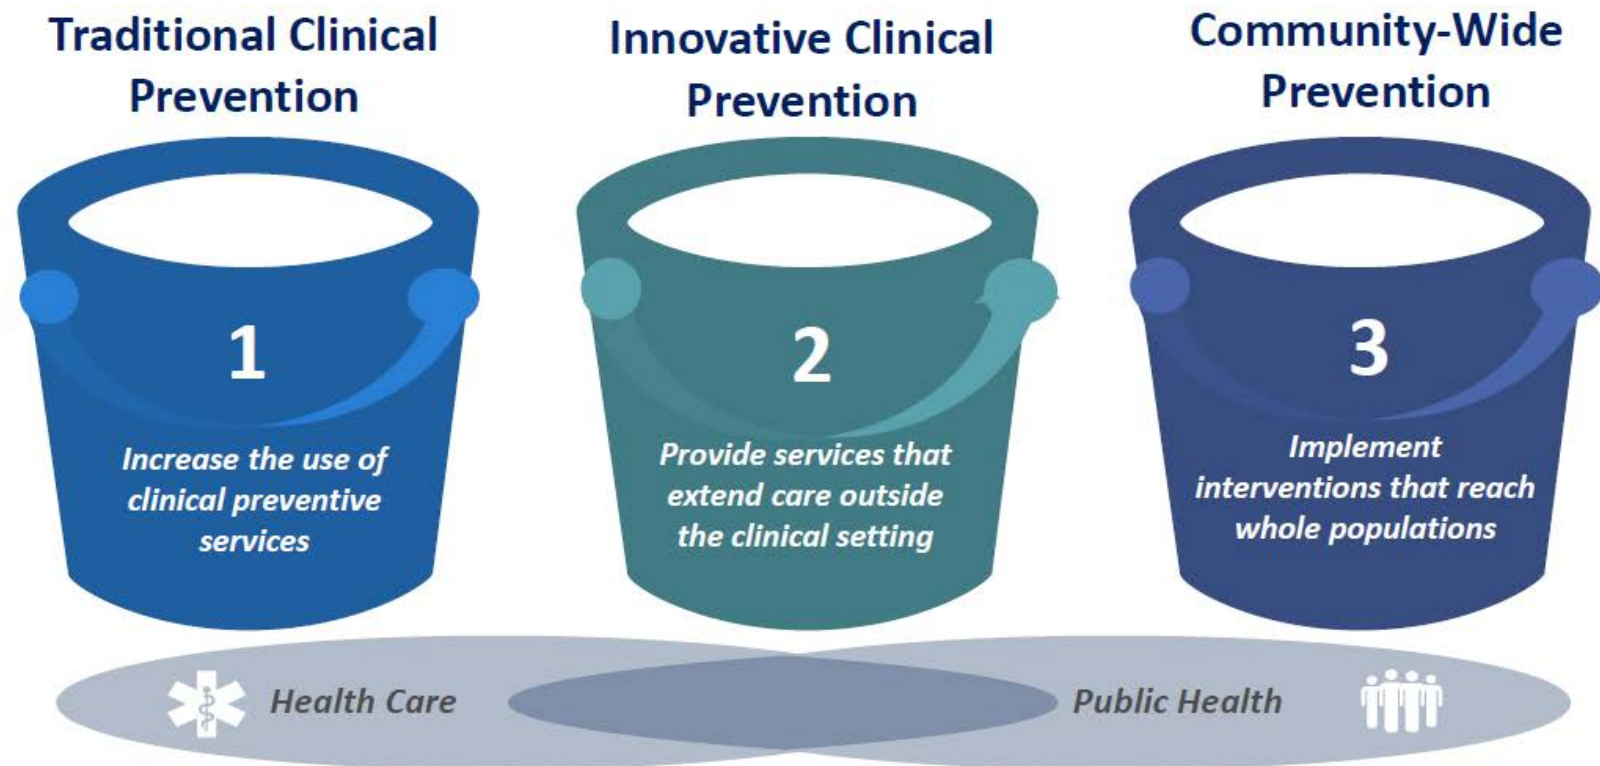 Traditional Clinical
Prevention
Innovative Clinical
Prevention
Community-Wide
Prevention
1
Increase the use of
clinical preventive
services
2
Provide services that
extend care outside
the clinical setting
3
Implement
interventions that reach
whole populations
Health Care
Public Health